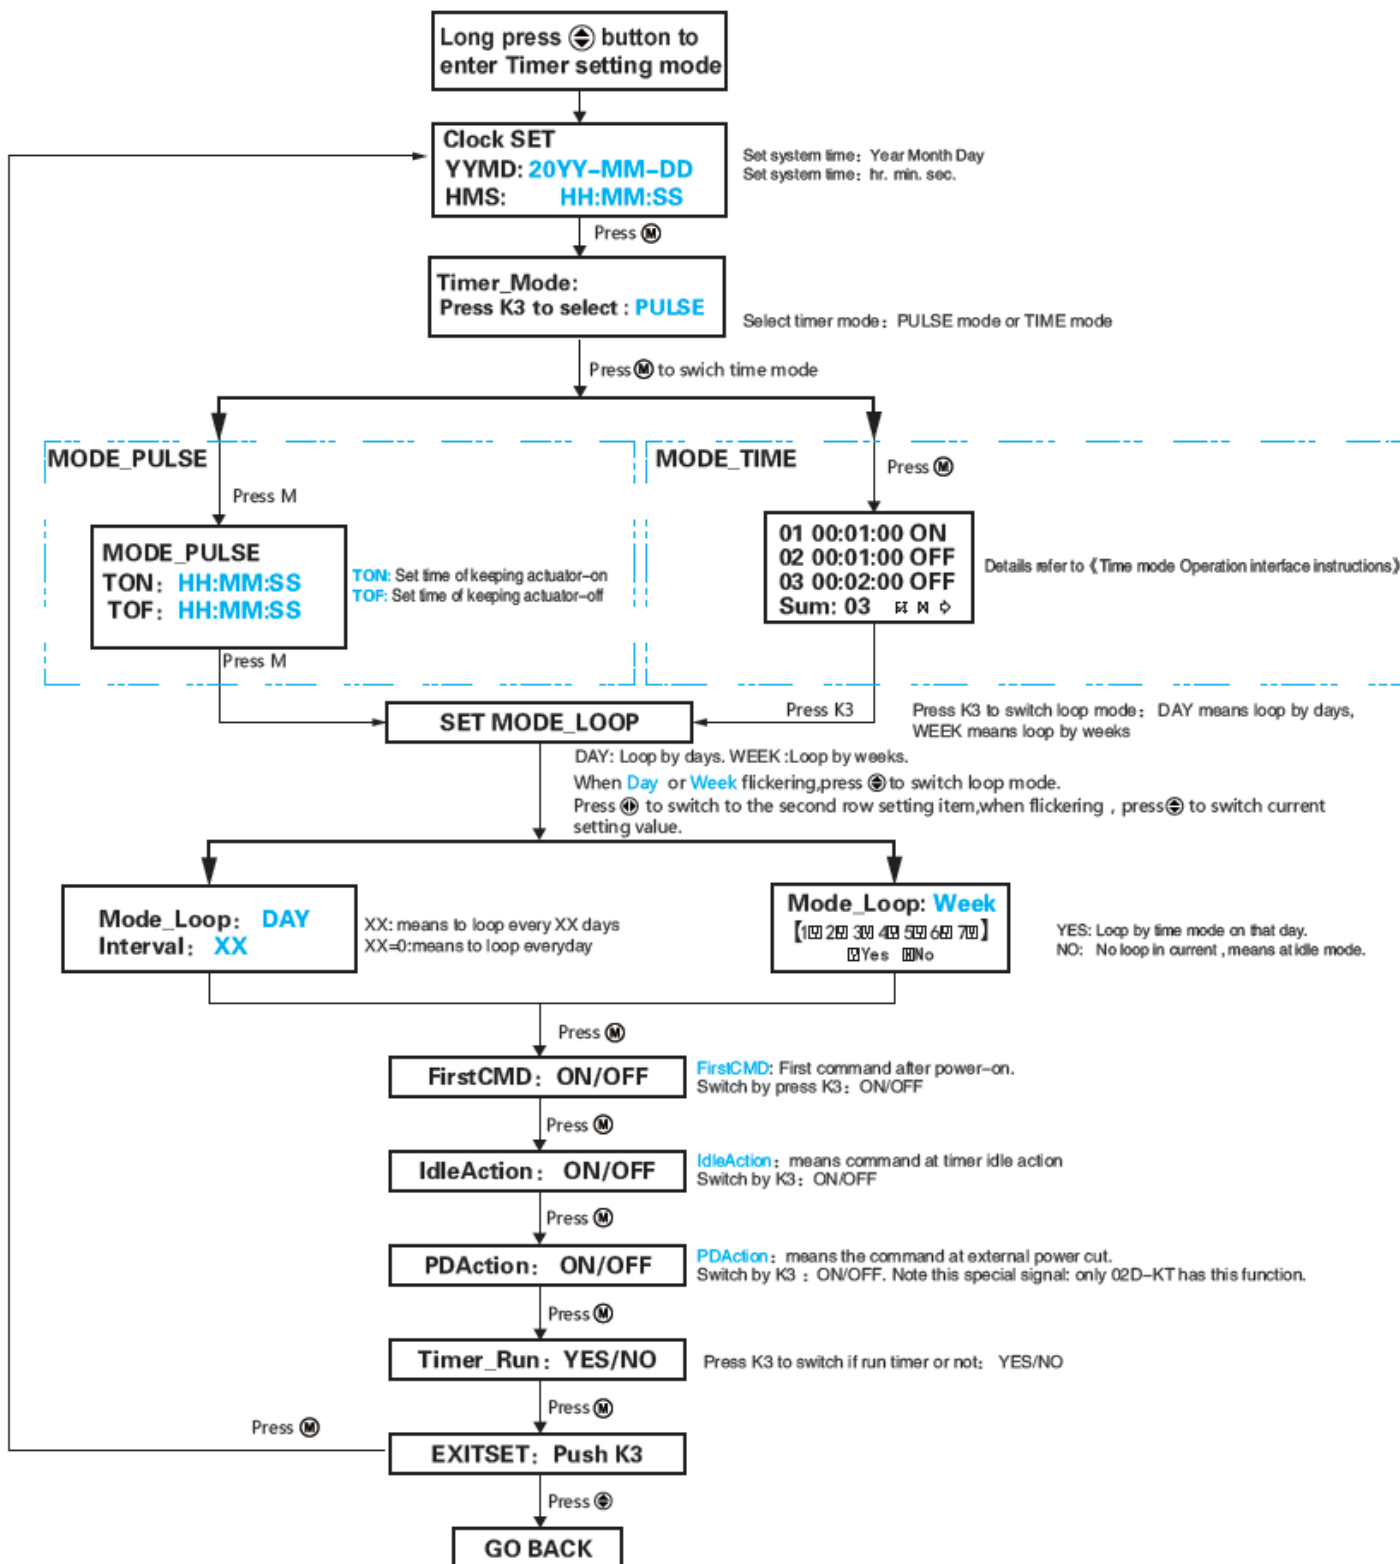 Long press button to
enter Timer setting mode
Clock SET
YYMD: 20YY-MM-DD
HMS: HH:MM:SS
Set system time: Year Month Day
Set system time: hr. min. sec.
Press M
Timer_Mode:
Press K3 to select : PULSE
Select timer mode: PULSE mode or TIME mode
Press M to swich time mode
MODE_PULSE
MODE_TIME
Press M
Press M
MODE_PULSE
TON: HH:MM:SS
TOF: HH:MM:SS
TON: Set time of keeping actuator-on
TOF: Set time of keeping actuator-off
01 00:01:00 ON
02 00:01:00 OFF
03 00:02:00 OFF
Sum: 03
Details refer to《Time mode Operation interface instructions》
Press M
SET MODE_LOOP
Press K3
Press K3 to switch loop mode: DAY means loop by days,
WEEK means loop by weeks
DAY: Loop by days. WEEK :Loop by weeks.
When Day or Week flickering,press to switch loop mode.
Press to switch to the second row setting item,when flickering , press to switch current
setting value.
Mode_Loop: DAY
Interval: XX
XX: means to loop every XX days
XX=0:means to loop everyday
Mode_Loop: Week
【1Y 2 3 4 5 6 7】
Y Yes N No
YES: Loop by time mode on that day.
NO: No loop in current , means at idle mode.
Press M
FirstCMD: ON/OFF
FirstCMD: First command after power-on.
Switch by press K3: ON/OFF
Press M
IdleAction: ON/OFF
IdleAction: means command at timer idle action
Switch by K3: ON/OFF
Press M
PDAction: ON/OFF
PDAction: means the command at external power cut.
Switch by K3 : ON/OFF. Note this special signal: only 02D-KT has this function.
Press M
Timer_Run: YES/NO
Press K3 to switch if run timer or not: YES/NO
Press M
Press M
EXITSET: Push K3
Press
GO BACK